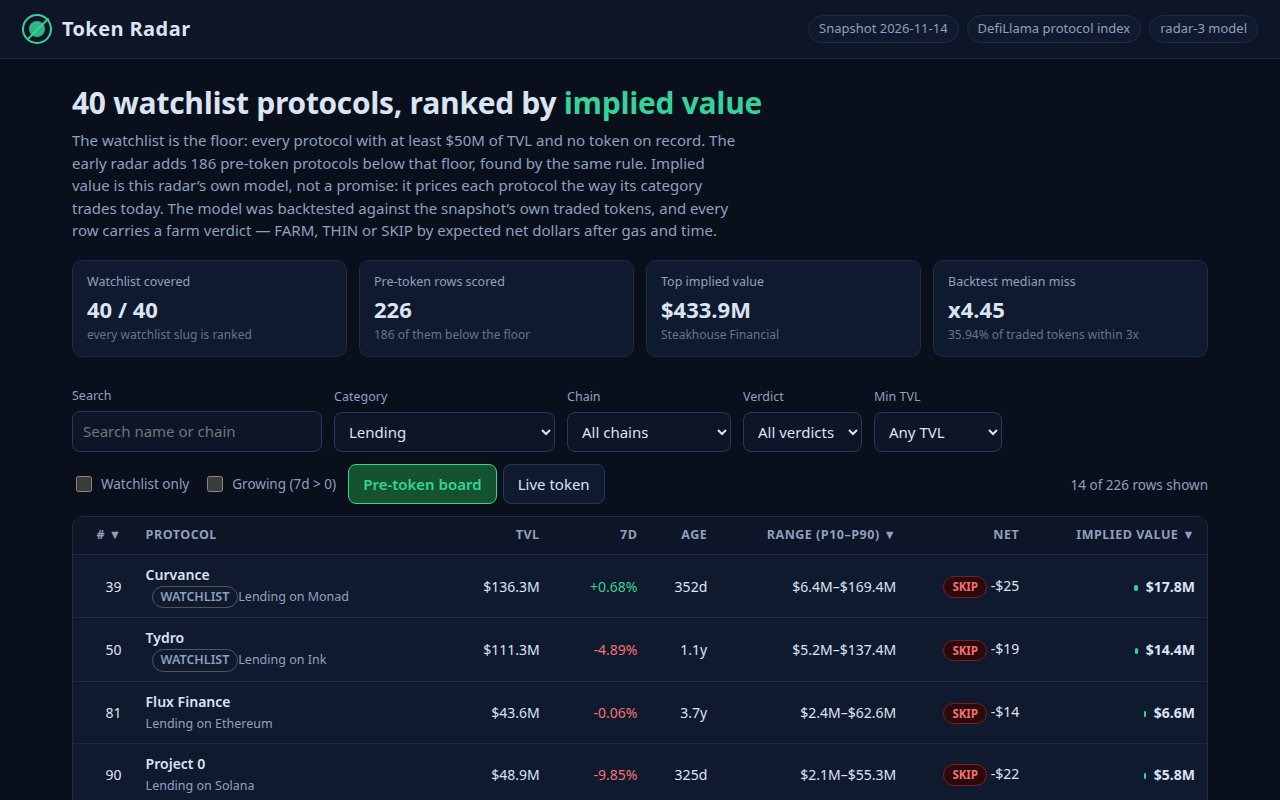 Token Radar
Snapshot 2026-11-14
DefiLlama protocol index
radar-3 model
40 watchlist protocols, ranked by implied value
The watchlist is the floor: every protocol with at least $50M of TVL and no token on record. The
early radar adds 186 pre-token protocols below that floor, found by the same rule. Implied
value is this radar’s own model, not a promise: it prices each protocol the way its category
trades today. The model was backtested against the snapshot’s own traded tokens, and every
row carries a farm verdict — FARM, THIN or SKIP by expected net dollars after gas and time.
Watchlist covered
40 / 40
every watchlist slug is ranked
Pre-token rows scored
226
186 of them below the floor
Top implied value
$433.9M
Steakhouse Financial
Backtest median miss
x4.45
35.94% of traded tokens within 3x
Search
Search name or chain
Category
Lending
Chain
All chains
Verdict
All verdicts
Min TVL
Any TVL
Watchlist only
Growing (7d > 0)
Pre-token board
Live token
14 of 226 rows shown
# ▼ PROTOCOL TVL 7D AGE RANGE (P10–P90) ▼ NET IMPLIED VALUE ▼
39 Curvance $136.3M +0.68% 352d $6.4M–$169.4M SKIP -$25 $17.8M
WATCHLIST Lending on Monad
50 Tydro $111.3M -4.89% 1.1y $5.2M–$137.4M SKIP -$19 $14.4M
WATCHLIST Lending on Ink
81 Flux Finance $43.6M -0.06% 3.7y $2.4M–$62.6M SKIP -$14 $6.6M
Lending on Ethereum
90 Project 0 $48.9M -9.85% 325d $2.1M–$55.3M SKIP -$22 $5.8M
Lending on Solana